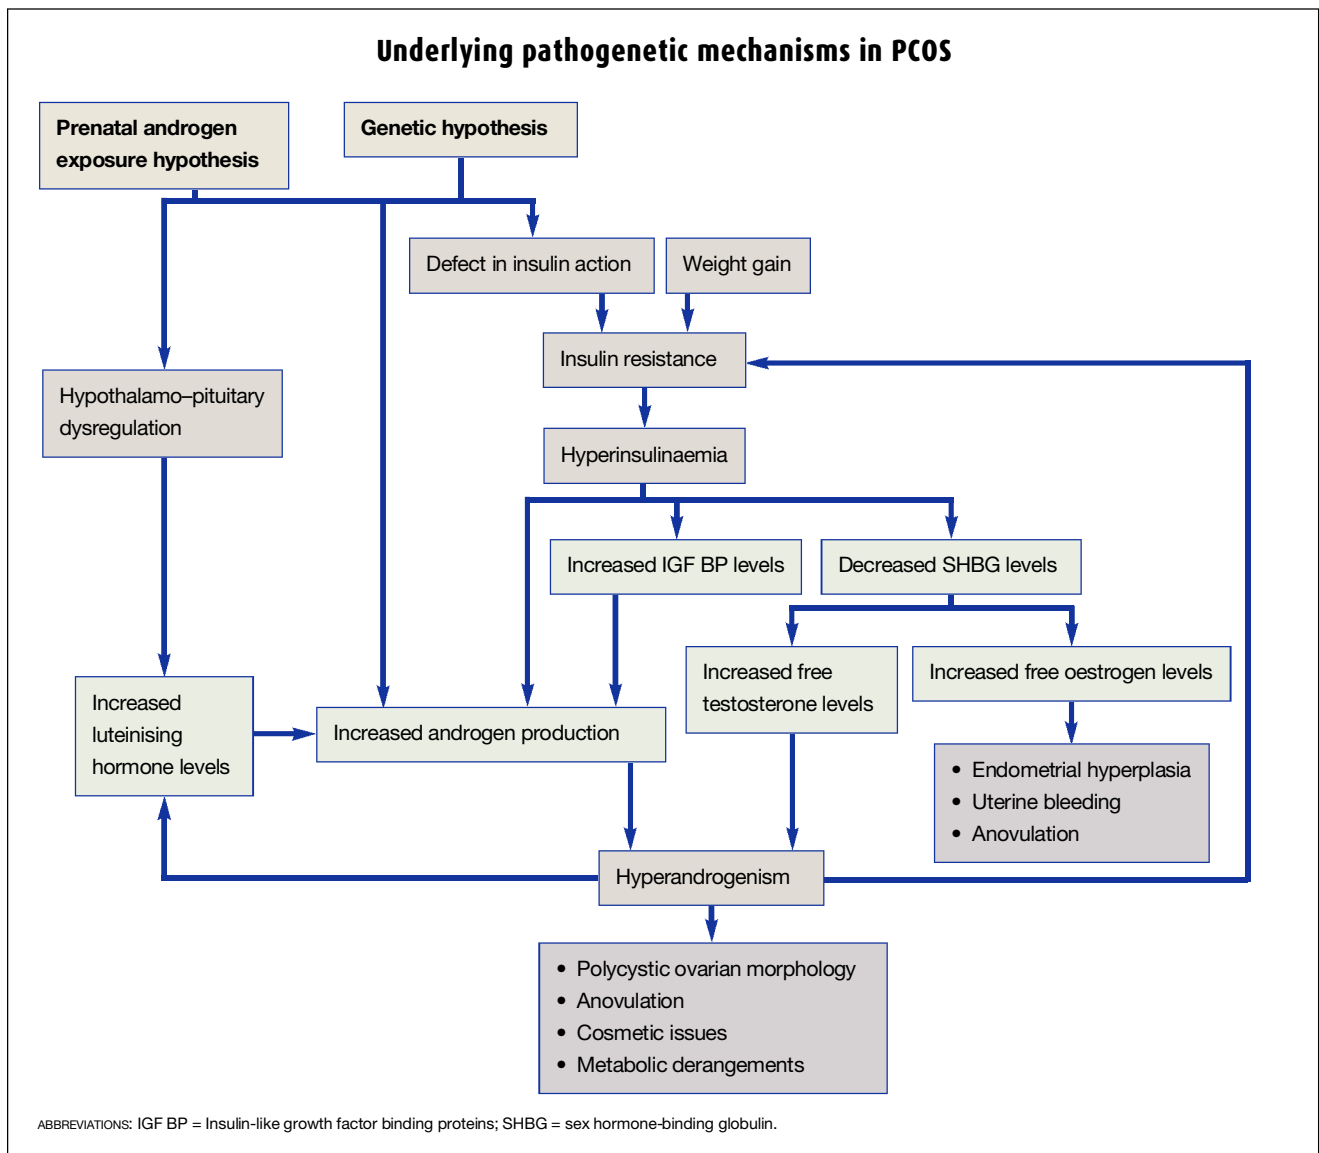 Underlying pathogenetic mechanisms in PCOS
Prenatal androgen
exposure hypothesis
Genetic hypothesis
Defect in insulin action
Weight gain
Insulin resistance
Hypothalamo–pituitary
dysregulation
Hyperinsulinaemia
Increased IGF BP levels
Decreased SHBG levels
Increased free
testosterone levels
Increased free oestrogen levels
Increased
luteinising
hormone levels
Increased androgen production
• Endometrial hyperplasia
• Uterine bleeding
• Anovulation
Hyperandrogenism
• Polycystic ovarian morphology
• Anovulation
• Cosmetic issues
• Metabolic derangements
ABBREVIATIONS: IGF BP = Insulin-like growth factor binding proteins; SHBG = sex hormone-binding globulin.